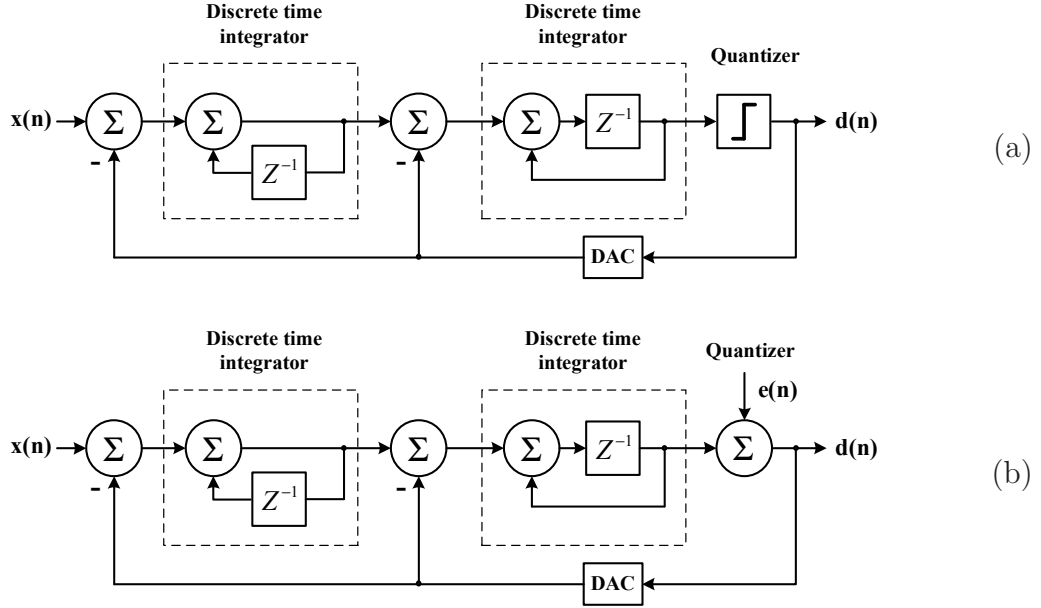 Discrete time
integrator
Discrete time
integrator
Quantizer
x(n)
Σ
Σ
Z⁻¹
Σ
Σ
Z⁻¹
d(n)
-
-
DAC
(a)
Discrete time
integrator
Discrete time
integrator
Quantizer
e(n)
x(n)
Σ
Σ
Z⁻¹
Σ
Σ
Z⁻¹
Σ
d(n)
-
-
DAC
(b)